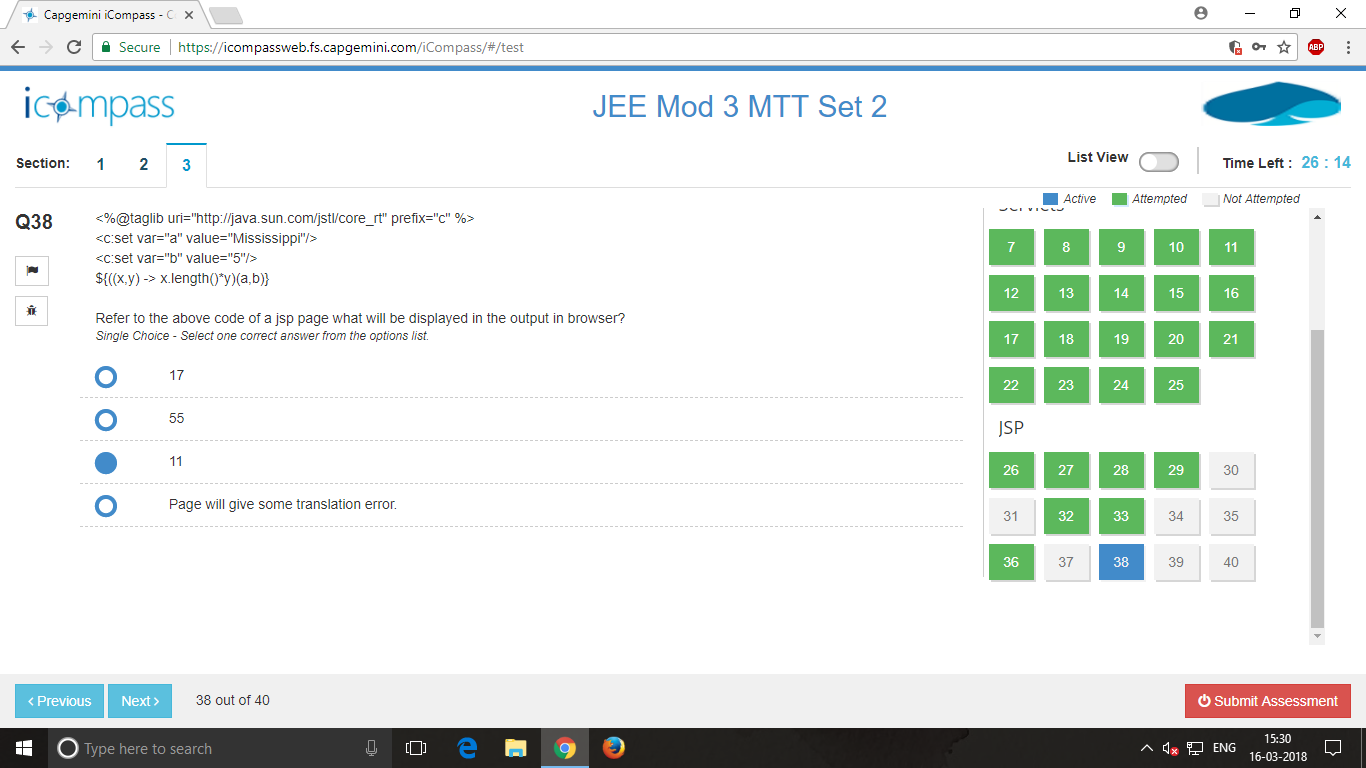 Capgemini iCompass - C
Secure https://icompassweb.fs.capgemini.com/iCompass/#/test
ABP
icompass
JEE Mod 3 MTT Set 2
Section: 1 2 3
List View
Time Left : 26 : 14
Active Attempted Not Attempted
Q38
<%@taglib uri="http://java.sun.com/jstl/core_rt" prefix="c" %>
<c:set var="a" value="Mississippi"/>
<c:set var="b" value="5"/>
${((x,y) -> x.length()*y)(a,b)}
Refer to the above code of a jsp page what will be displayed in the output in browser?
Single Choice - Select one correct answer from the options list.
17
55
11
Page will give some translation error.
Servlets
7 8 9 10 11
12 13 14 15 16
17 18 19 20 21
22 23 24 25
JSP
26 27 28 29 30
31 32 33 34 35
36 37 38 39 40
‹ Previous Next › 38 out of 40
Submit Assessment
Type here to search
ENG
15:30
16-03-2018